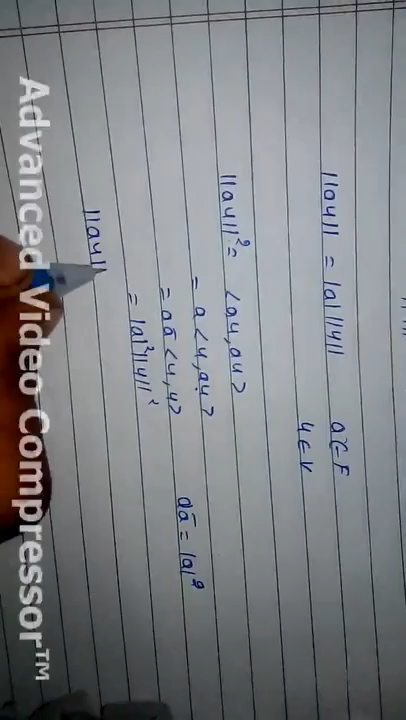 ||au|| = |a| ||u||    a ∈ F
u ∈ V
||au||² = <au, au>
= a <u, au>
= aā <u, u>    aā = |a|²
= |a|² ||u||²
||au||
Advanced Video Compressor™